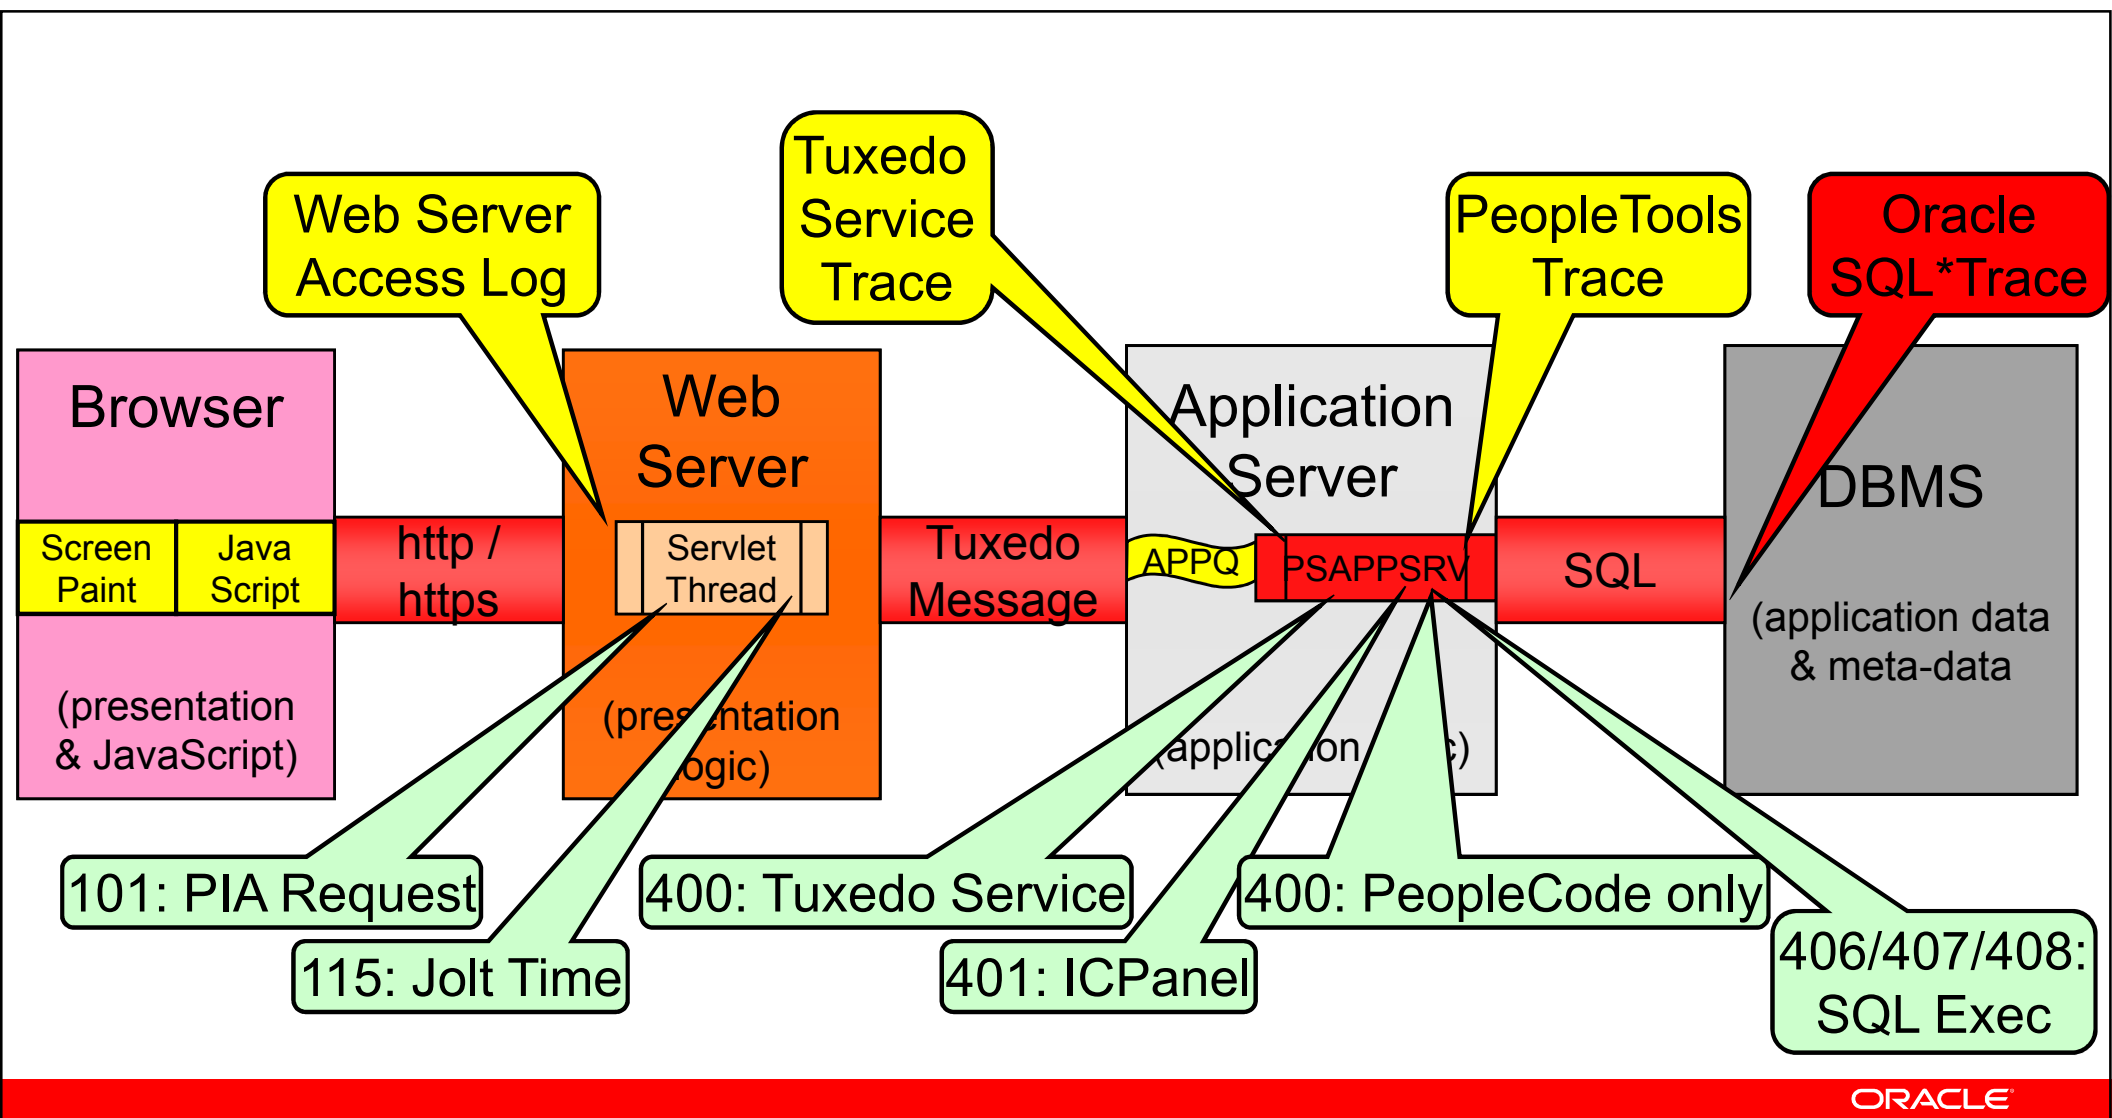 Web Server
Access Log
Tuxedo
Service
Trace
PeopleTools
Trace
Oracle
SQL*Trace
Browser
Screen
Paint
Java
Script
(presentation
& JavaScript)
http /
https
Web
Server
Servlet
Thread
(presentation
logic)
Tuxedo
Message
Application
Server
APPQ
PSAPPSRV
(application
SQL
DBMS
(application data
& meta-data
101: PIA Request
115: Jolt Time
400: Tuxedo Service
401: ICPanel
400: PeopleCode only
406/407/408:
SQL Exec
ORACLE